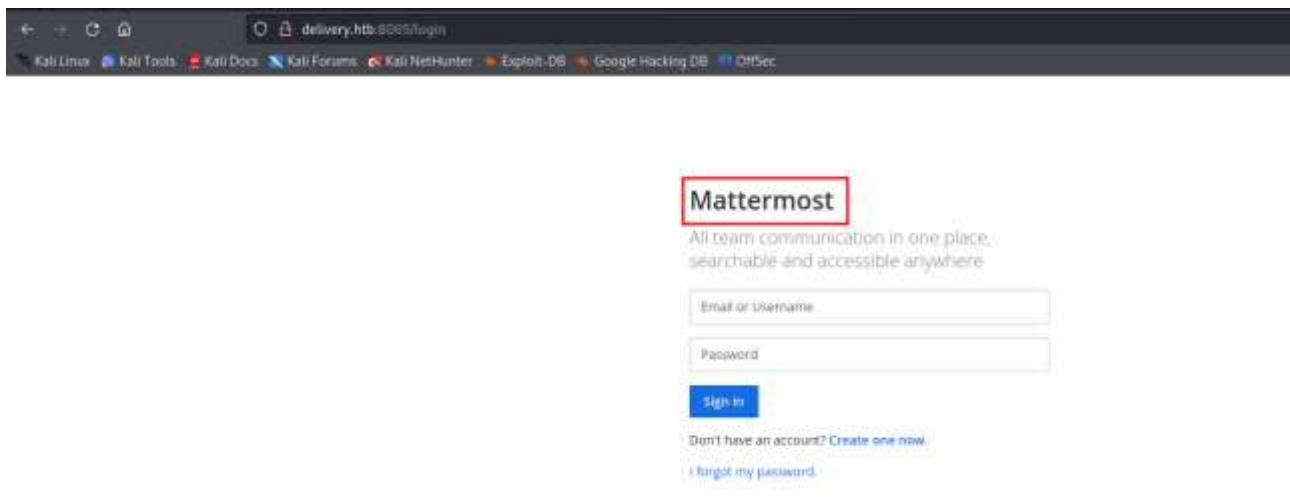 delivery.htb:8065/login
Kali Linux Kali Tools Kali Docs Kali Forums Kali NetHunter Exploit-DB Google Hacking DB OffSec
Mattermost
All team communication in one place,
searchable and accessible anywhere
Email or Username
Password
Sign in
Don't have an account? Create one now.
I forgot my password.